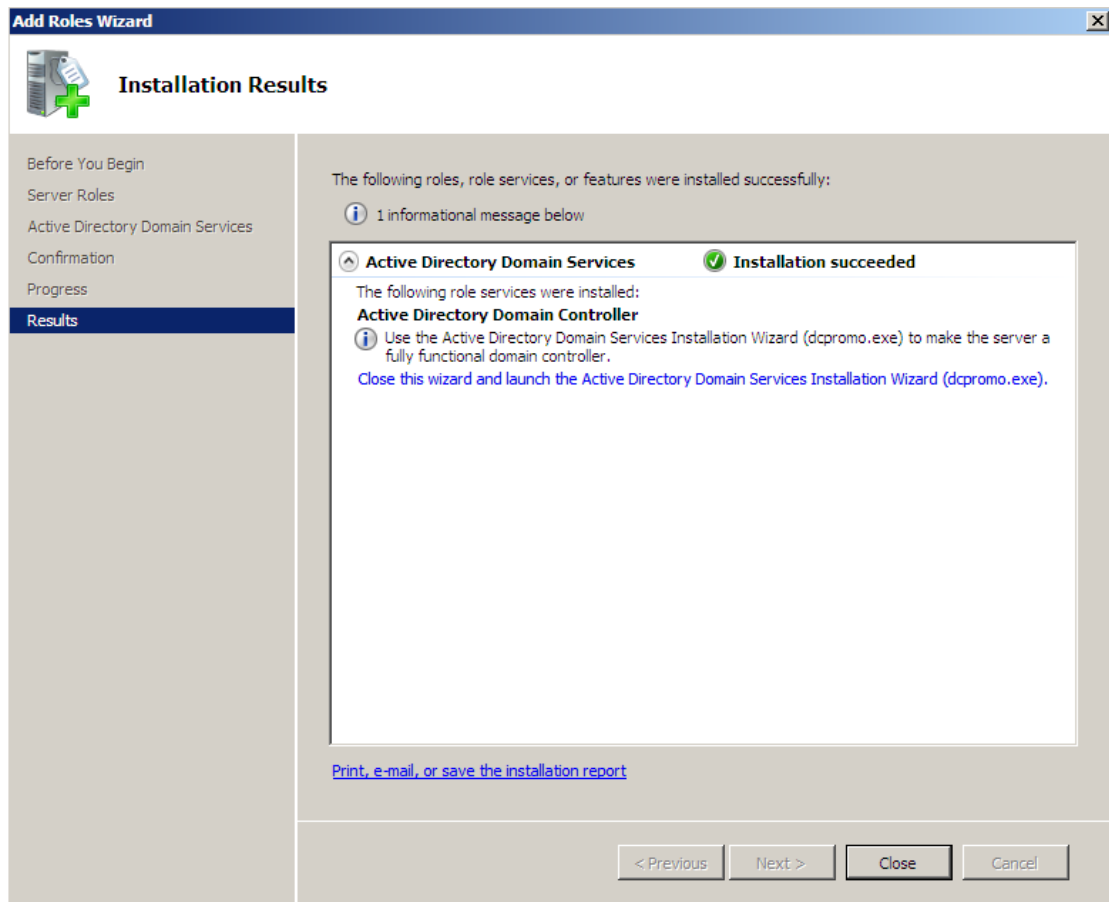 Add Roles Wizard
Installation Results
Before You Begin
Server Roles
Active Directory Domain Services
Confirmation
Progress
Results
The following roles, role services, or features were installed successfully:
1 informational message below
Active Directory Domain Services
Installation succeeded
The following role services were installed:
Active Directory Domain Controller
Use the Active Directory Domain Services Installation Wizard (dcpromo.exe) to make the server a
fully functional domain controller.
Close this wizard and launch the Active Directory Domain Services Installation Wizard (dcpromo.exe).
Print, e-mail, or save the installation report
< Previous
Next >
Close
Cancel